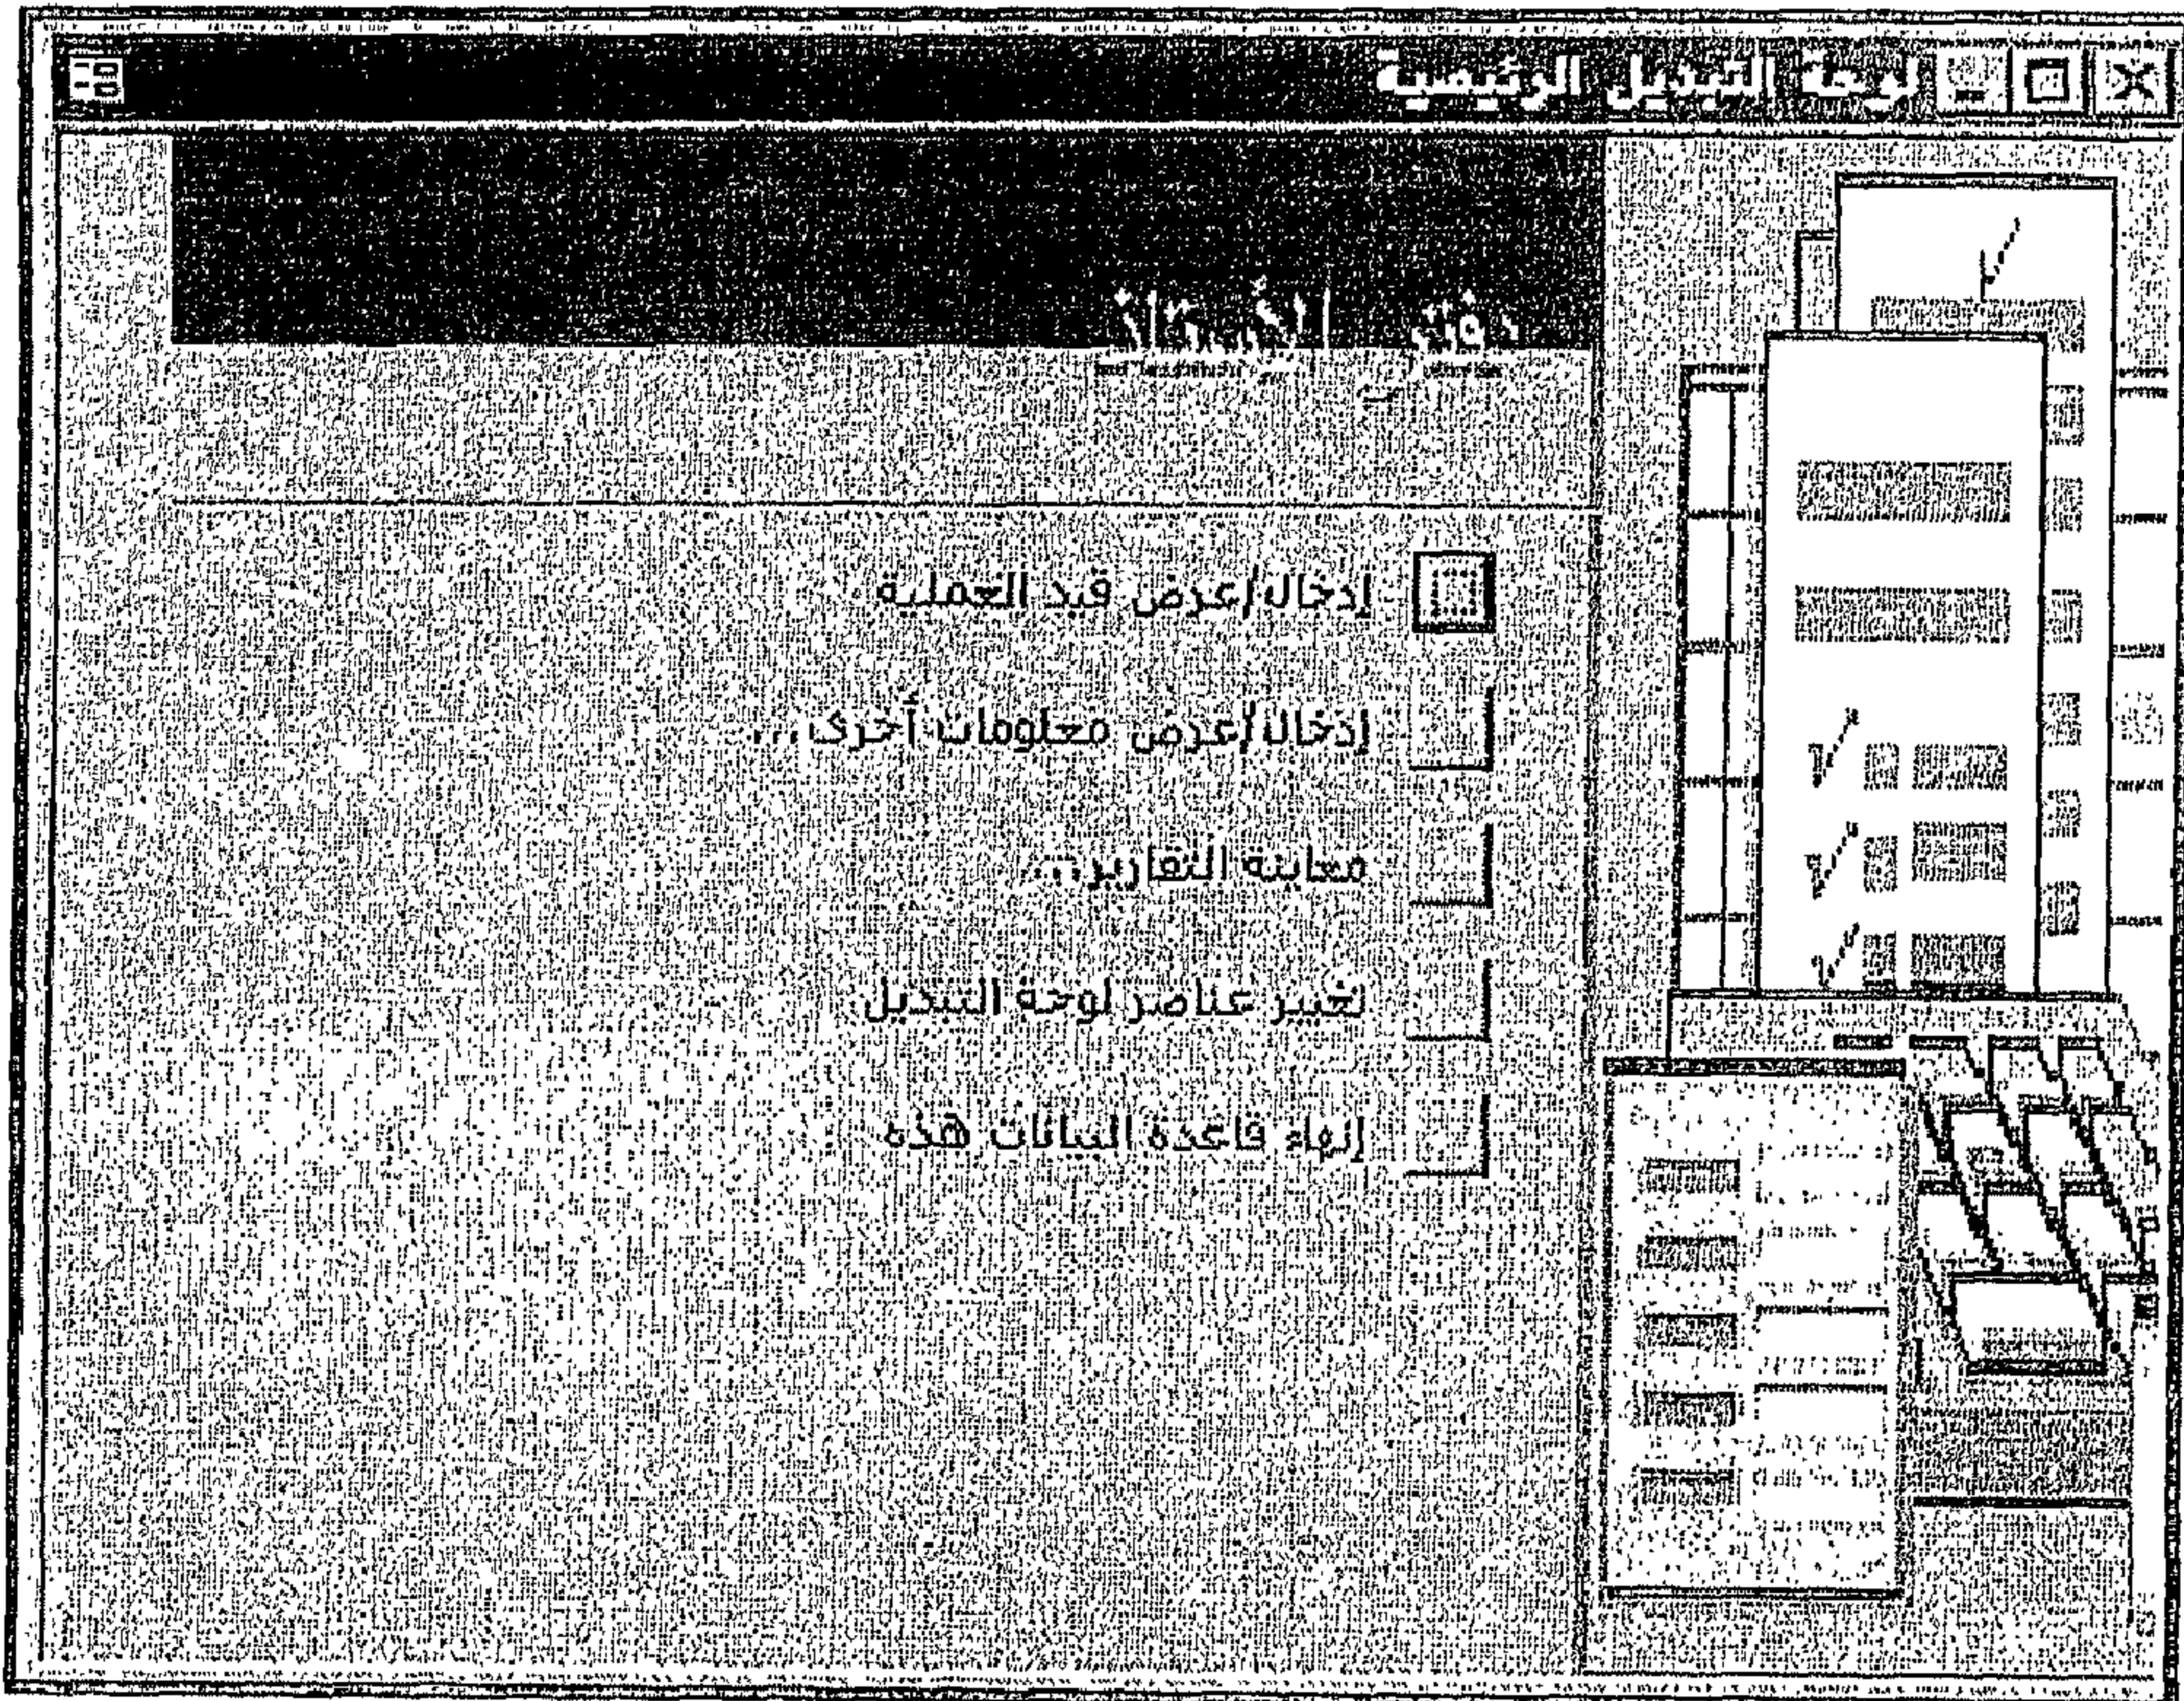 لوحة التبديل الرئيسية
دفتر الأستاذ
إدخال/عرض قيد العملية
إدخال/عرض معلومات أخرى...
معاينة التقارير...
تغيير عناصر لوحة التبديل
إنهاء قاعدة البيانات هذه